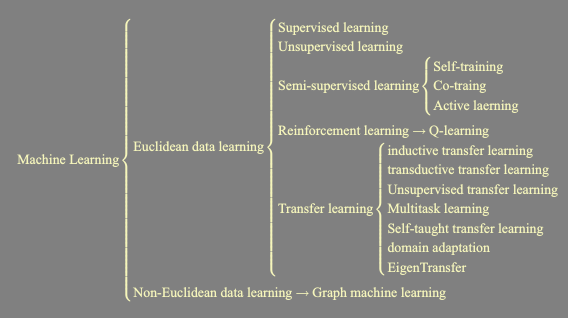 Supervised learning
Unsupervised learning
Self-training
Semi-supervised learning
Co-traing
Active laerning
Reinforcement learning → Q-learning
Euclidean data learning
inductive transfer learning
Machine Learning
transductive transfer learning
Unsupervised transfer learning
Transfer learning
Multitask learning
Self-taught transfer learning
domain adaptation
EigenTransfer
Non-Euclidean data learning → Graph machine learning